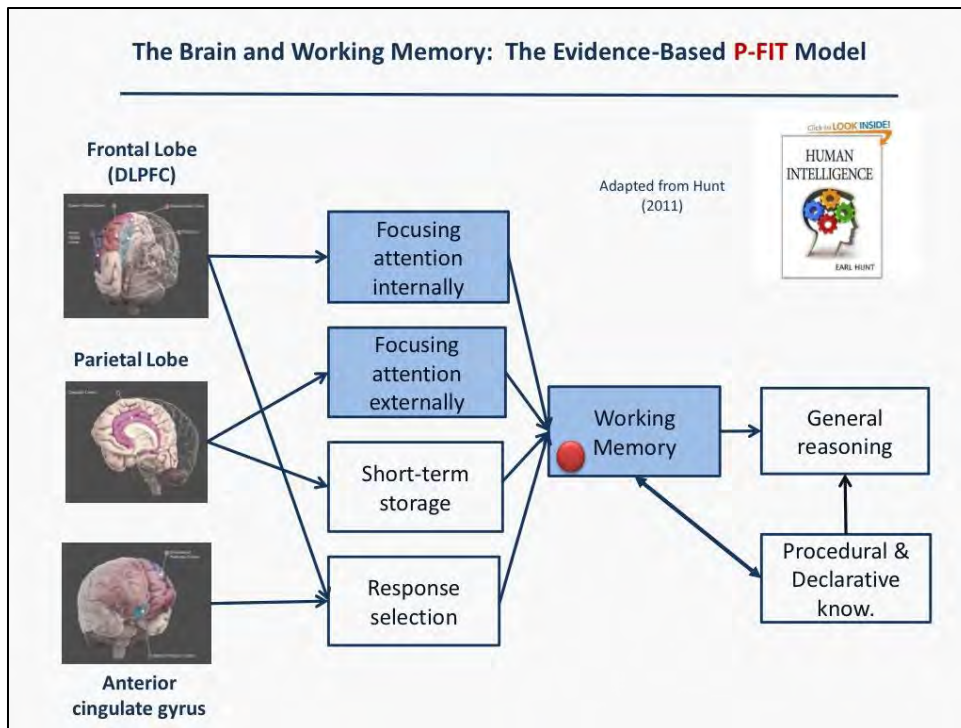 The Brain and Working Memory: The Evidence-Based P-FIT Model
Click to LOOK INSIDE!
HUMAN
INTELLIGENCE
EARL HUNT
Adapted from Hunt
(2011)
Frontal Lobe
(DLPFC)
Parietal Lobe
Anterior
cingulate gyrus
Focusing
attention
internally
Focusing
attention
externally
Short-term
storage
Response
selection
Working
Memory
General
reasoning
Procedural &
Declarative
know.